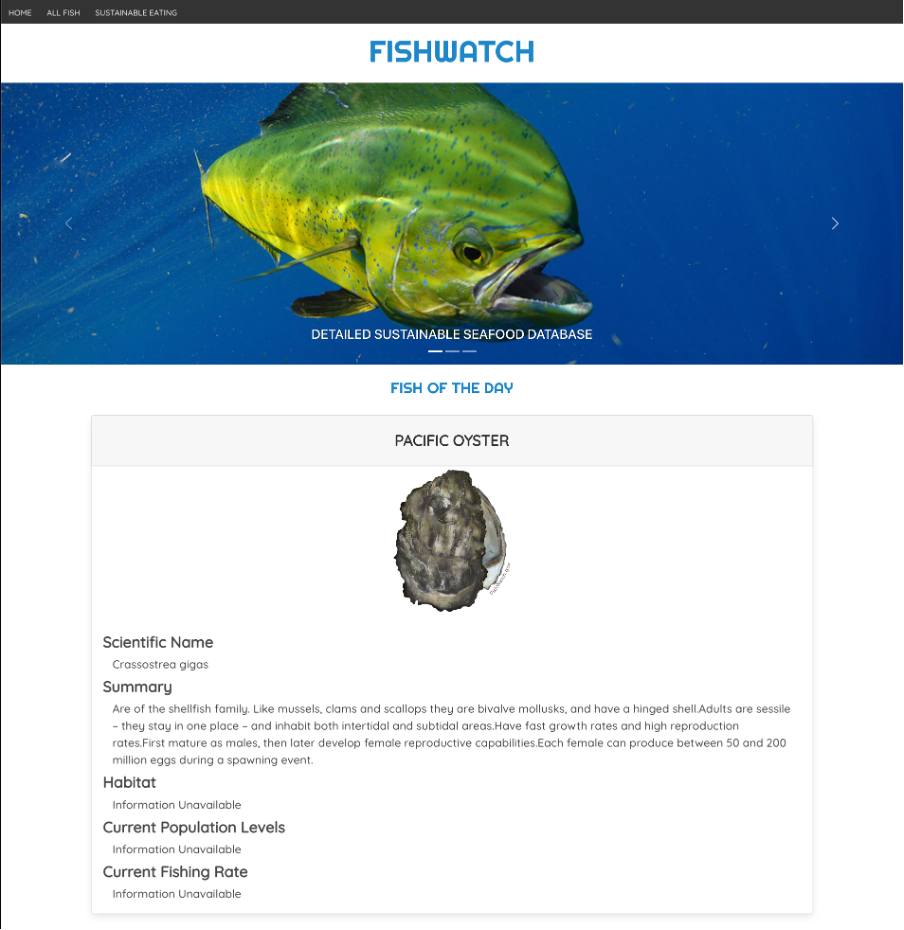 HOME ALL FISH SUSTAINABLE EATING
FISHWATCH
DETAILED SUSTAINABLE SEAFOOD DATABASE
FISH OF THE DAY
PACIFIC OYSTER
Scientific Name
Crassostrea gigas
Summary
Are of the shellfish family. Like mussels, clams and scallops they are bivalve mollusks, and have a hinged shell.Adults are sessile
– they stay in one place – and inhabit both intertidal and subtidal areas.Have fast growth rates and high reproduction
rates.First mature as males, then later develop female reproductive capabilities.Each female can produce between 50 and 200
million eggs during a spawning event.
Habitat
Information Unavailable
Current Population Levels
Information Unavailable
Current Fishing Rate
Information Unavailable